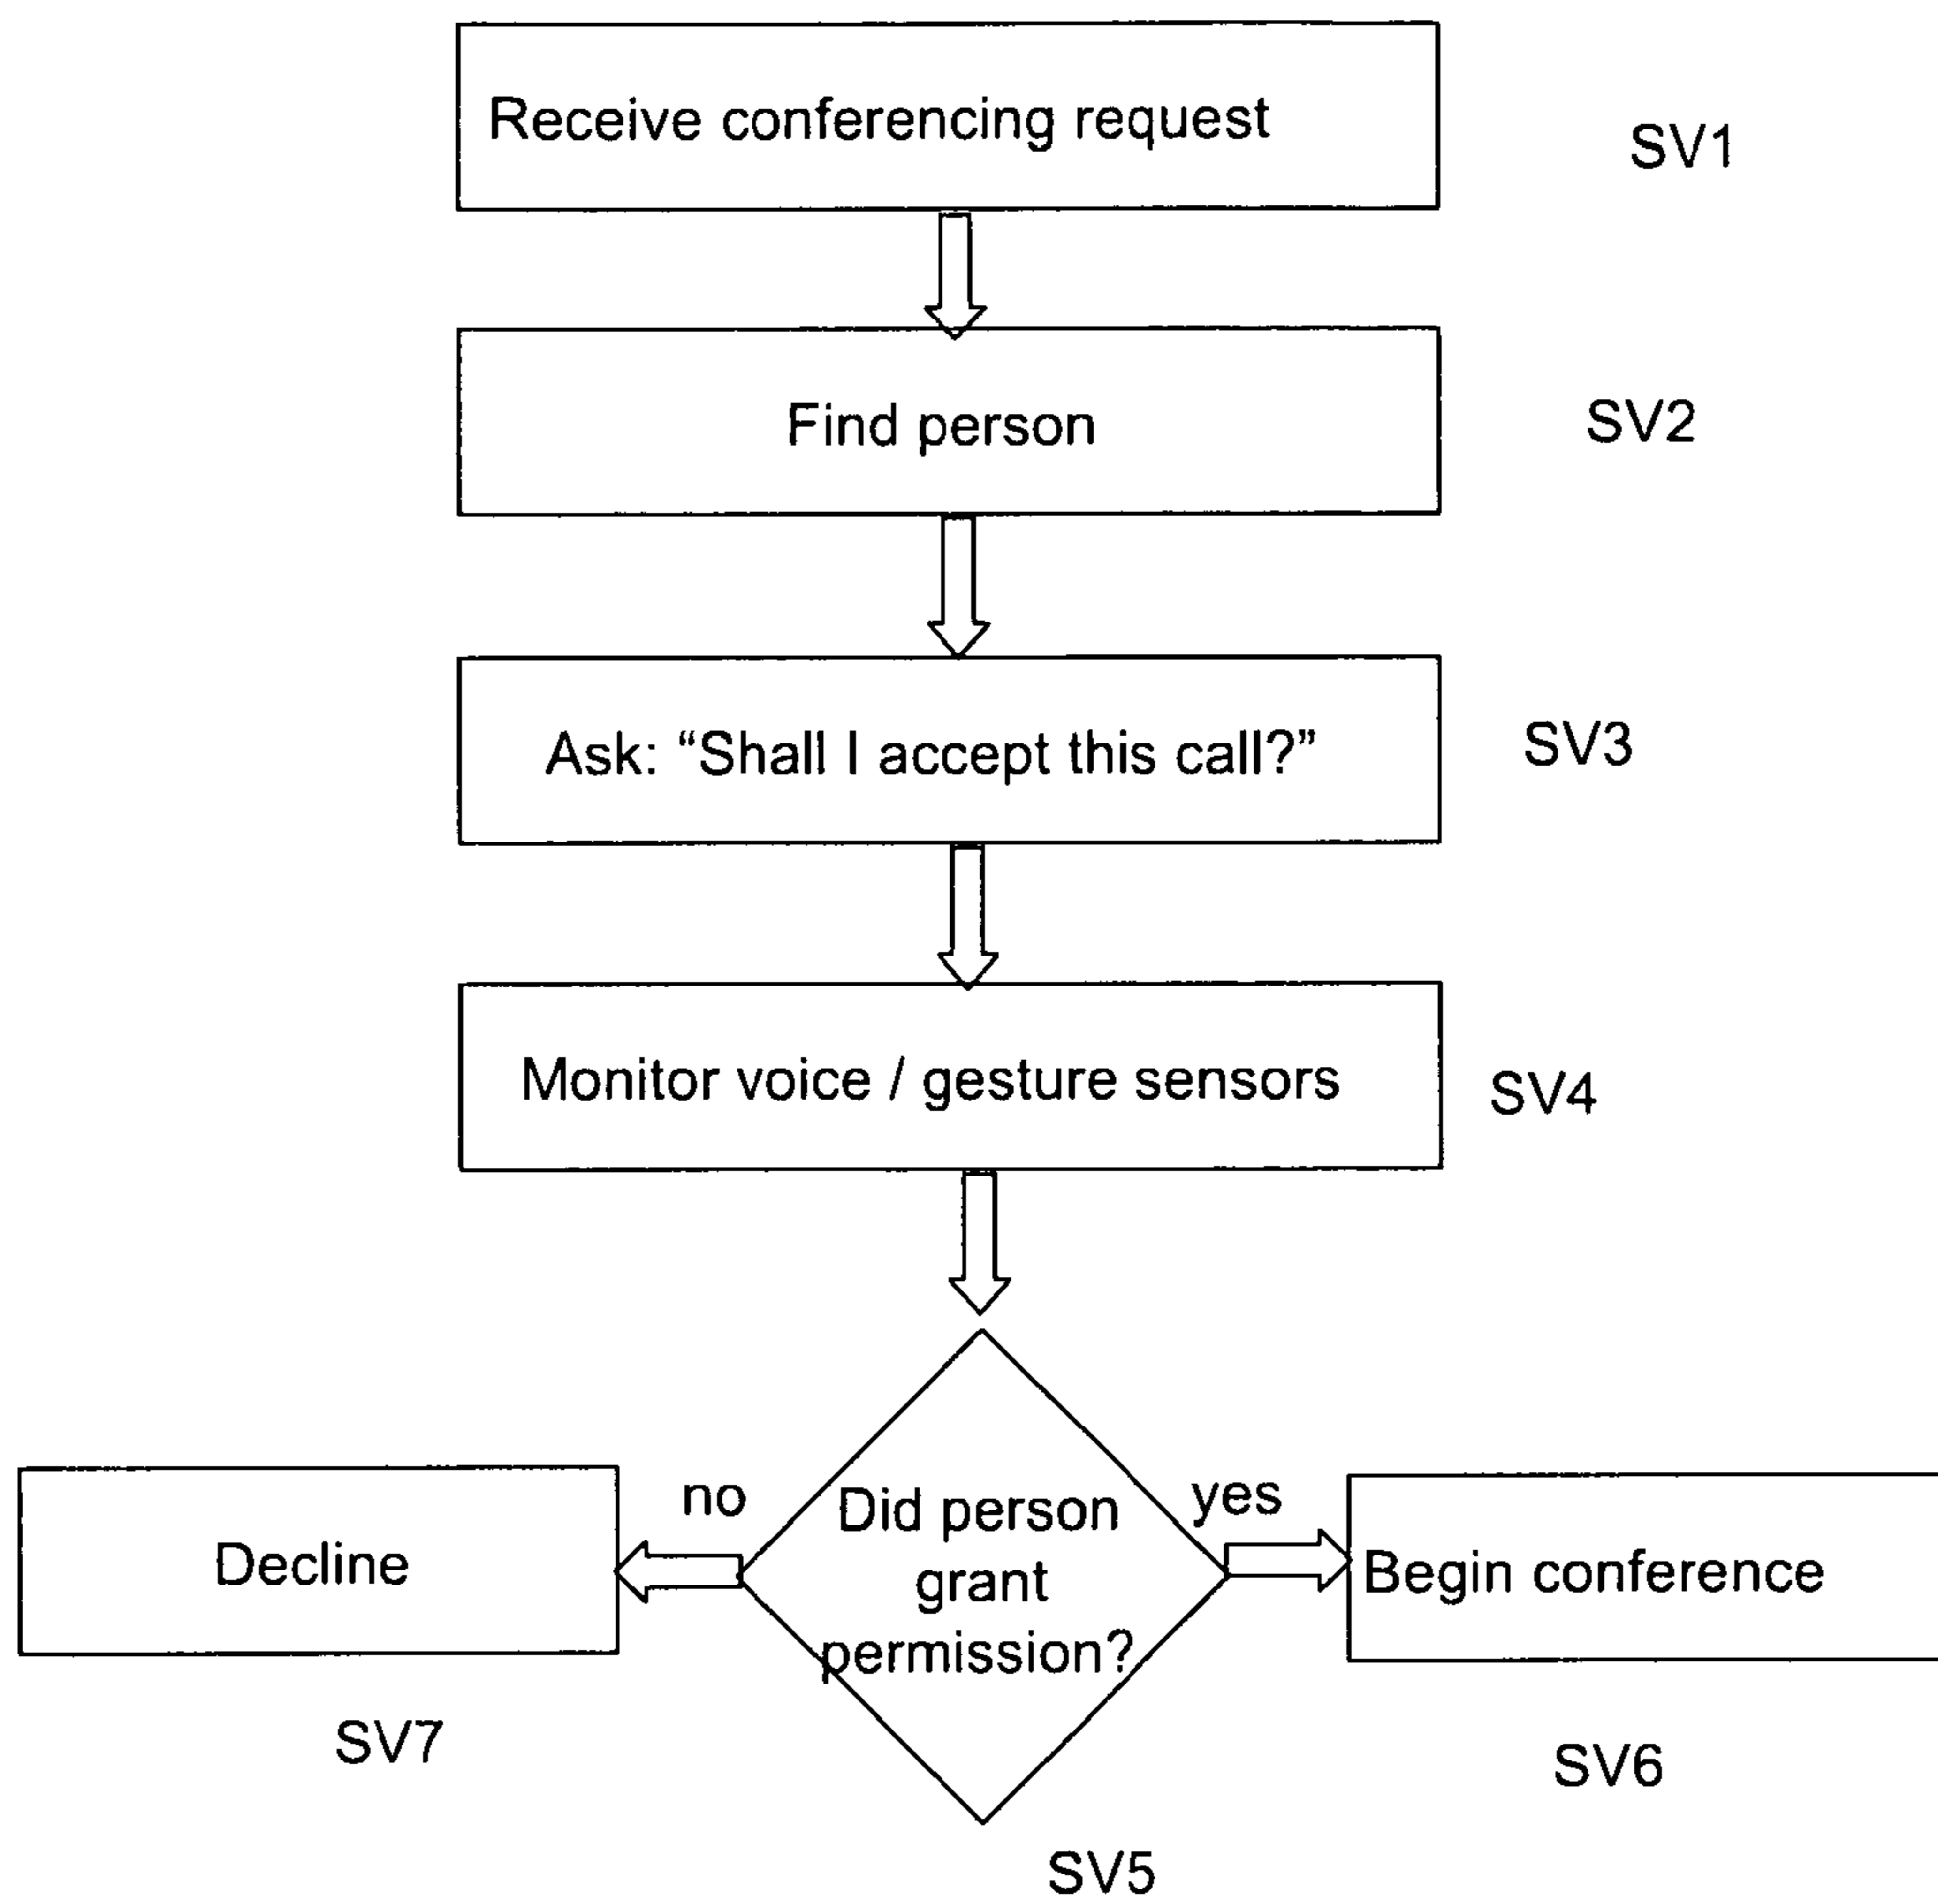 Receive conferencing request
SV1
Find person
SV2
Ask: “Shall I accept this call?”
SV3
Monitor voice / gesture sensors
SV4
Decline
no
Did person
grant
permission?
yes
Begin conference
SV7
SV6
SV5